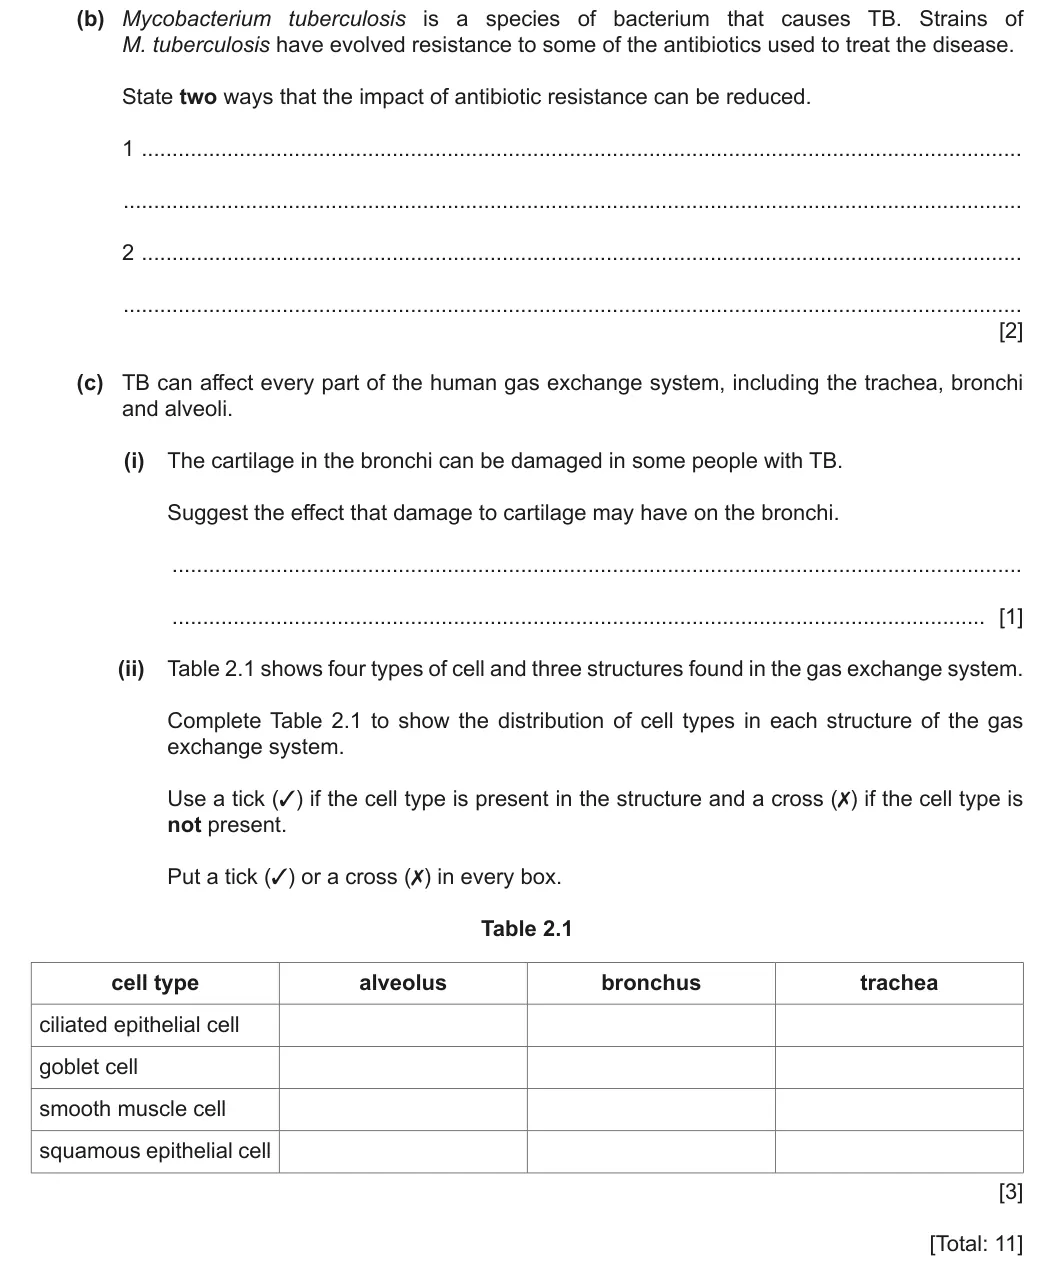 (b) Mycobacterium tuberculosis is a species of bacterium that causes TB. Strains of
M. tuberculosis have evolved resistance to some of the antibiotics used to treat the disease.
State two ways that the impact of antibiotic resistance can be reduced.
1 ................................................................................................................................................
................................................................................................................................................
2 ................................................................................................................................................
................................................................................................................................................
[2]
(c) TB can affect every part of the human gas exchange system, including the trachea, bronchi
and alveoli.
(i) The cartilage in the bronchi can be damaged in some people with TB.
Suggest the effect that damage to cartilage may have on the bronchi.
................................................................................................................................................
........................................................................................................................................ [1]
(ii) Table 2.1 shows four types of cell and three structures found in the gas exchange system.
Complete Table 2.1 to show the distribution of cell types in each structure of the gas
exchange system.
Use a tick (✓) if the cell type is present in the structure and a cross (✗) if the cell type is
not present.
Put a tick (✓) or a cross (✗) in every box.
Table 2.1
cell type alveolus bronchus trachea
ciliated epithelial cell
goblet cell
smooth muscle cell
squamous epithelial cell
[3]
[Total: 11]